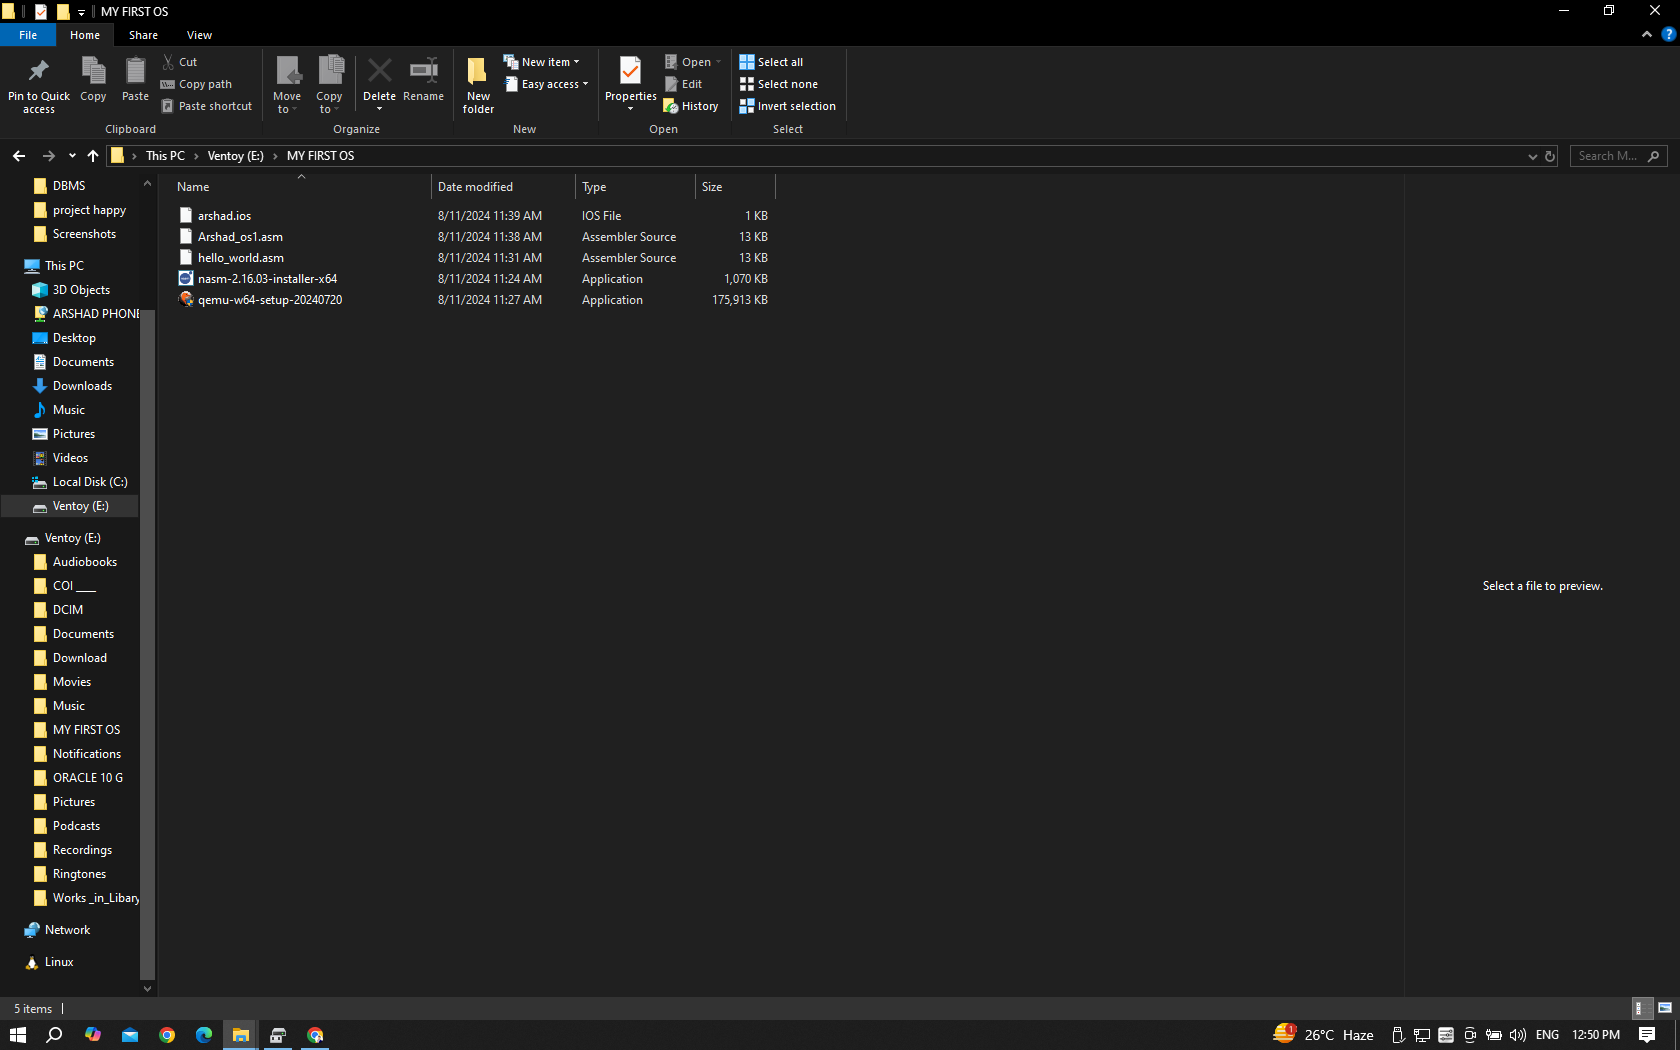 MY FIRST OS
File Home Share View
Pin to Quick access
Copy
Paste
Cut
Copy path
Paste shortcut
Clipboard
Move to
Copy to
Delete
Rename
Organize
New folder
New item
Easy access
New
Properties
Open
Edit
History
Open
Select all
Select none
Invert selection
Select
This PC > Ventoy (E:) > MY FIRST OS
Search M...
Name Date modified Type Size
arshad.ios 8/11/2024 11:39 AM IOS File 1 KB
Arshad_os1.asm 8/11/2024 11:38 AM Assembler Source 13 KB
hello_world.asm 8/11/2024 11:31 AM Assembler Source 13 KB
nasm-2.16.03-installer-x64 8/11/2024 11:24 AM Application 1,070 KB
qemu-w64-setup-20240720 8/11/2024 11:27 AM Application 175,913 KB
DBMS
project happy
Screenshots
This PC
3D Objects
ARSHAD PHONE
Desktop
Documents
Downloads
Music
Pictures
Videos
Local Disk (C:)
Ventoy (E:)
Ventoy (E:)
Audiobooks
COI ____
DCIM
Documents
Download
Movies
Music
MY FIRST OS
Notifications
ORACLE 10 G
Pictures
Podcasts
Recordings
Ringtones
Works _in_Libary
Network
Linux
Select a file to preview.
5 items
1 26°C Haze ENG 12:50 PM